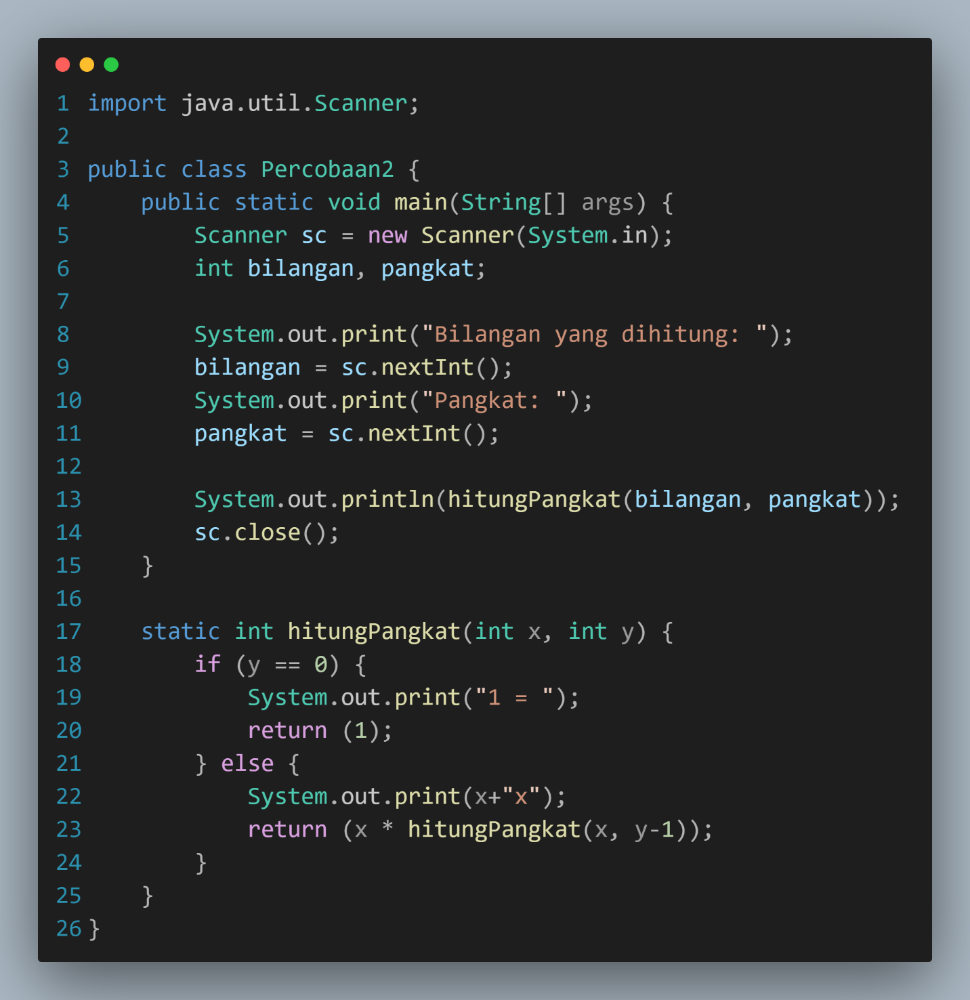 1 import java.util.Scanner;
2
3 public class Percobaan2 {
4     public static void main(String[] args) {
5         Scanner sc = new Scanner(System.in);
6         int bilangan, pangkat;
7
8         System.out.print("Bilangan yang dihitung: ");
9         bilangan = sc.nextInt();
10         System.out.print("Pangkat: ");
11         pangkat = sc.nextInt();
12
13         System.out.println(hitungPangkat(bilangan, pangkat));
14         sc.close();
15     }
16
17     static int hitungPangkat(int x, int y) {
18         if (y == 0) {
19             System.out.print("1 = ");
20             return (1);
21         } else {
22             System.out.print(x+"x");
23             return (x * hitungPangkat(x, y-1));
24         }
25     }
26 }